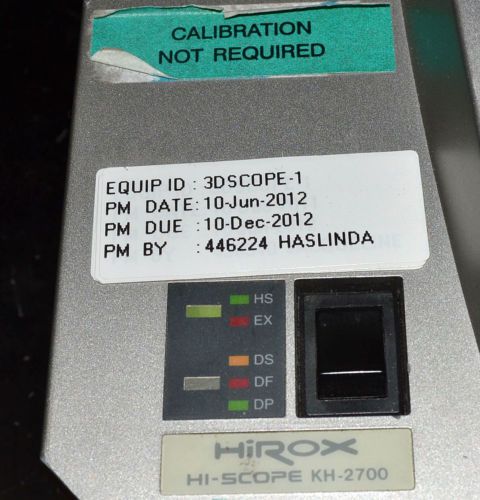 CALIBRATION
NOT REQUIRED
EQUIP ID : 3DSCOPE-1
PM DATE: 10-Jun-2012
PM DUE : 10-Dec-2012
PM BY : 446224 HASLINDA
HS
EX
DS
DF
DP
HiROX
HI-SCOPE KH-2700